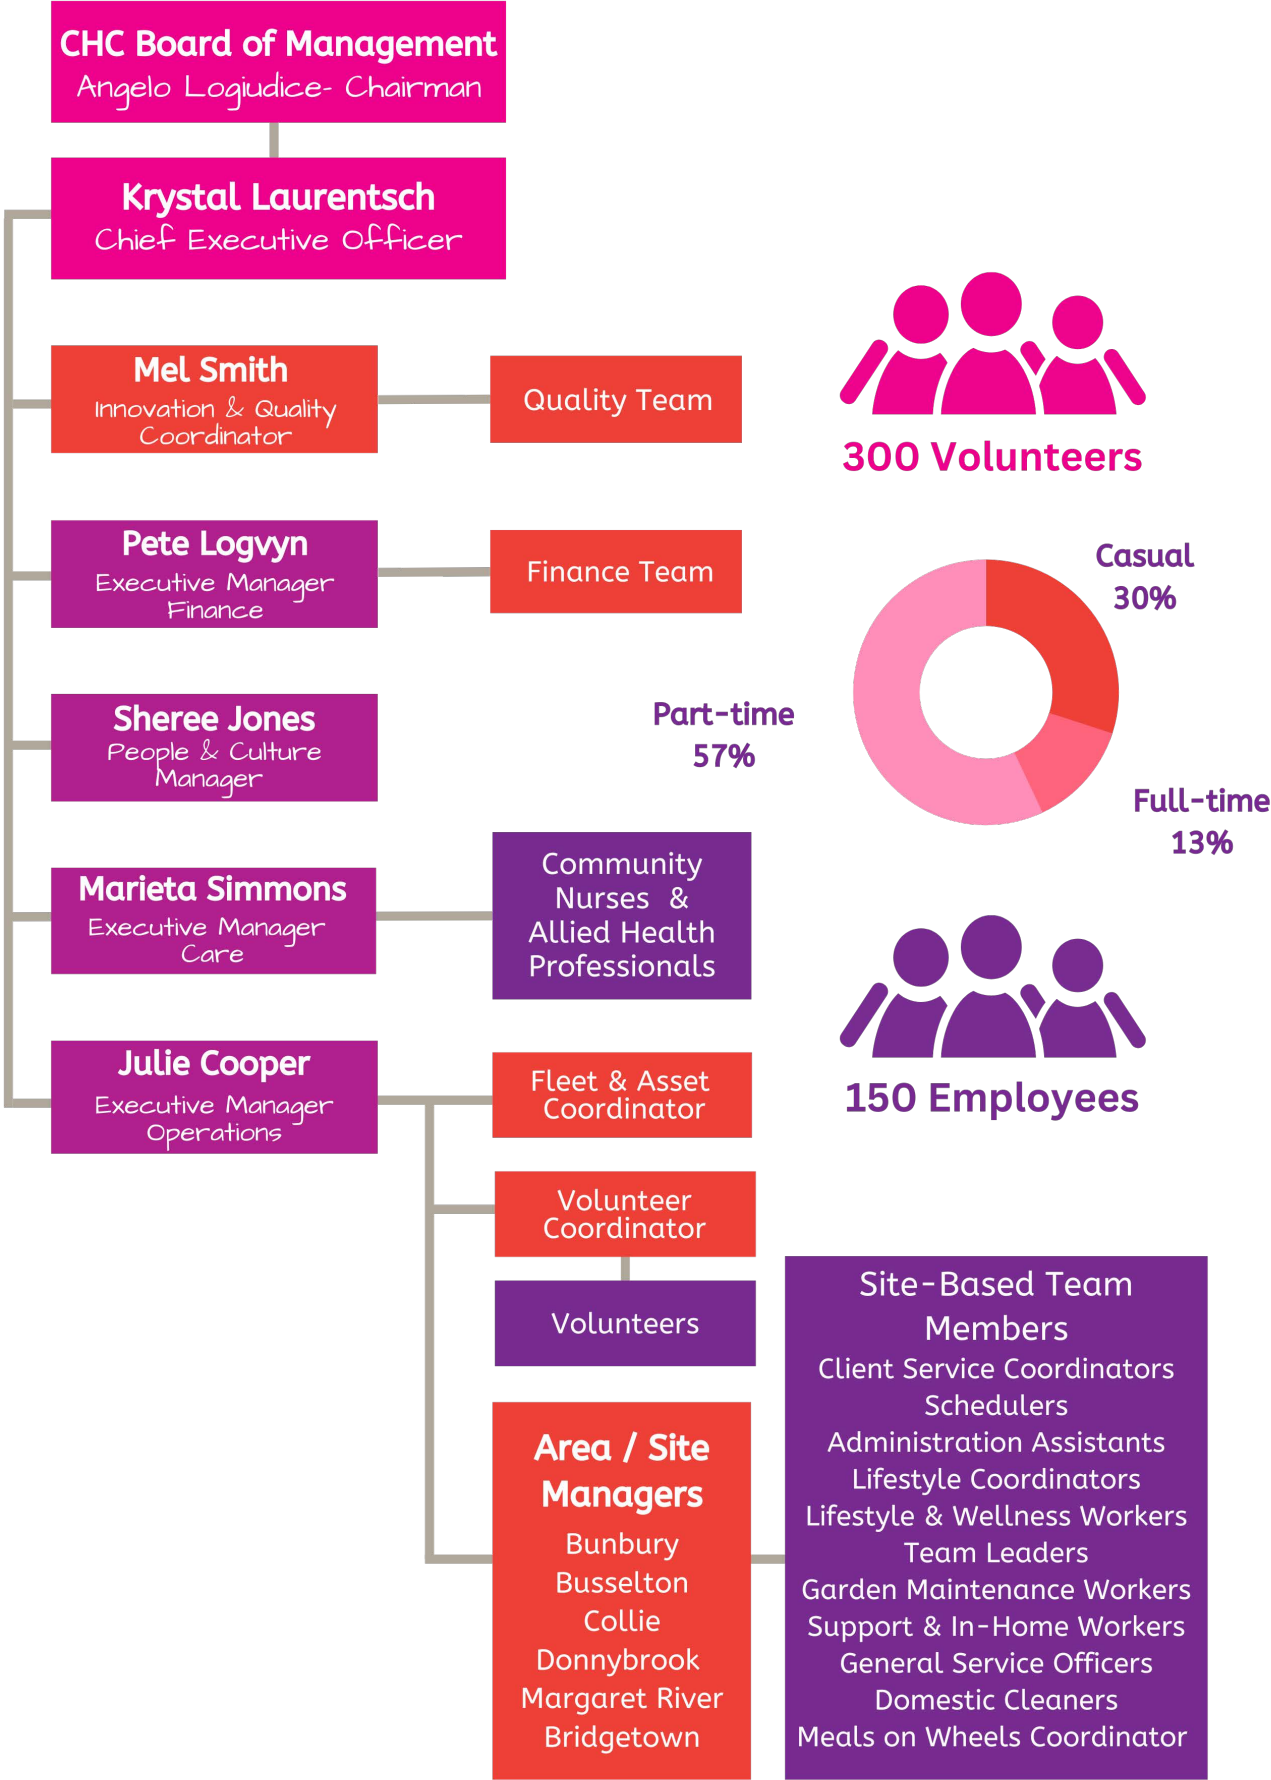 CHC Board of Management
Angelo Logiudice- Chairman
Krystal Laurentsch
Chief Executive Officer
Mel Smith
Innovation & Quality
Coordinator
Quality Team
300 Volunteers
Pete Logvyn
Executive Manager
Finance
Finance Team
Casual
30%
Part-time
57%
Full-time
13%
Sheree Jones
People & Culture
Manager
Marieta Simmons
Executive Manager
Care
Community
Nurses &
Allied Health
Professionals
150 Employees
Julie Cooper
Executive Manager
Operations
Fleet & Asset
Coordinator
Volunteer
Coordinator
Volunteers
Area / Site
Managers
Bunbury
Busselton
Collie
Donnybrook
Margaret River
Bridgetown
Site-Based Team
Members
Client Service Coordinators
Schedulers
Administration Assistants
Lifestyle Coordinators
Lifestyle & Wellness Workers
Team Leaders
Garden Maintenance Workers
Support & In-Home Workers
General Service Officers
Domestic Cleaners
Meals on Wheels Coordinator